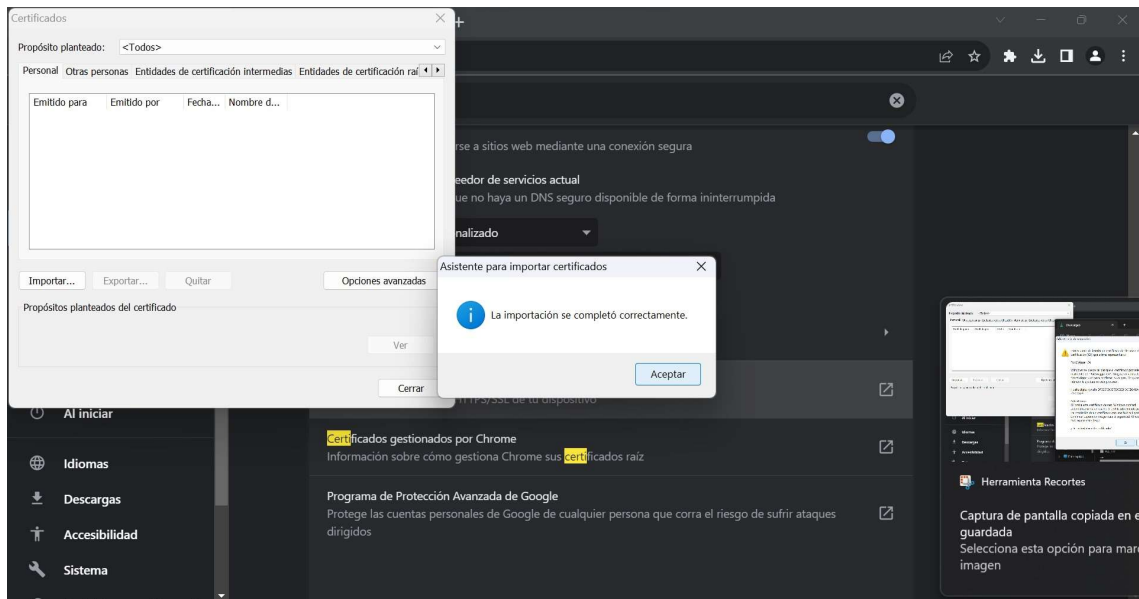 Certificados
Propósito planteado: <Todos>
Personal Otras personas Entidades de certificación intermedias Entidades de certificación raí
Emitido para Emitido por Fecha... Nombre d...
Importar... Exportar... Quitar Opciones avanzadas
Propósitos planteados del certificado
Ver
Cerrar
rse a sitios web mediante una conexión segura
eedor de servicios actual
ue no haya un DNS seguro disponible de forma ininterrumpida
nalizado
Asistente para importar certificados
La importación se completó correctamente.
Aceptar
HTTPS/SSL de tu dispositivo
Al iniciar
Idiomas
Descargas
Accesibilidad
Sistema
Certificados gestionados por Chrome
Información sobre cómo gestiona Chrome sus certificados raíz
Programa de Protección Avanzada de Google
Protege las cuentas personales de Google de cualquier persona que corra el riesgo de sufrir ataques
dirigidos
Herramienta Recortes
Captura de pantalla copiada en e
guardada
Selecciona esta opción para mar
imagen